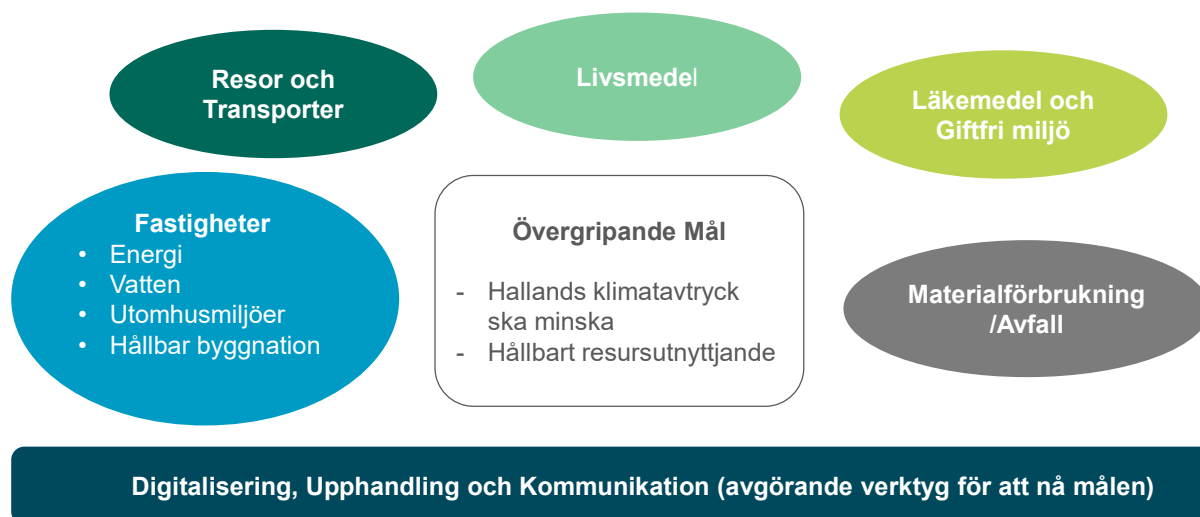 Resor och
Transporter
Livsmedel
Läkemedel och
Giftfri miljö
Fastigheter
• Energi
• Vatten
• Utomhusmiljöer
• Hållbar byggnation
Övergripande Mål
- Hallands klimatavtryck
ska minska
- Hållbart resursutnyttjande
Materialförbrukning
/Avfall
Digitalisering, Upphandling och Kommunikation (avgörande verktyg för att nå målen)